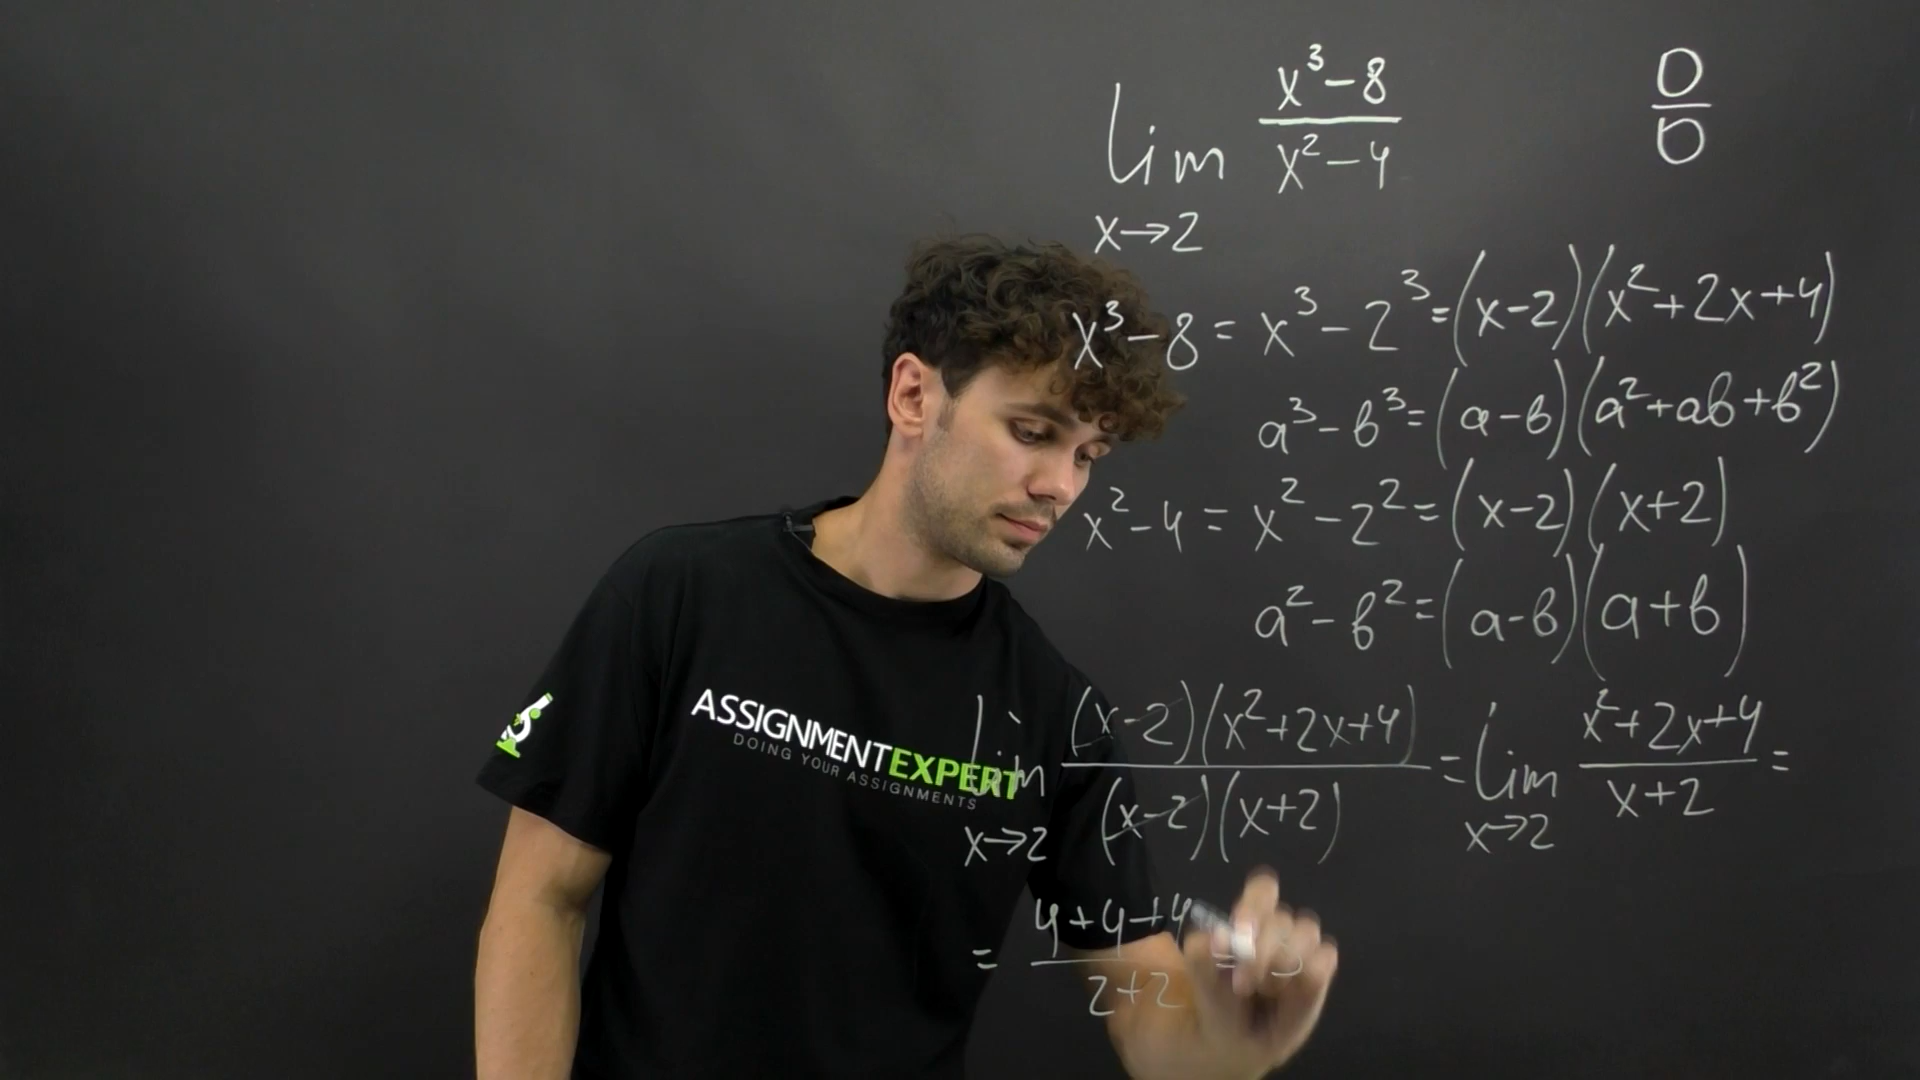 lim x→2 (x³-8)/(x²-4)
0/0
x³-8 = x³-2³=(x-2)(x²+2x+4)
a³-b³=(a-b)(a²+ab+b²)
x²-4 = x²-2²=(x-2)(x+2)
a²-b²=(a-b)(a+b)
lim x→2 ((x-2)(x²+2x+4))/((x-2)(x+2)) = lim x→2 (x²+2x+4)/(x+2) =
= (4+4+4)/(2+2) = 3
ASSIGNMENTEXPERT
DOING YOUR ASSIGNMENTS